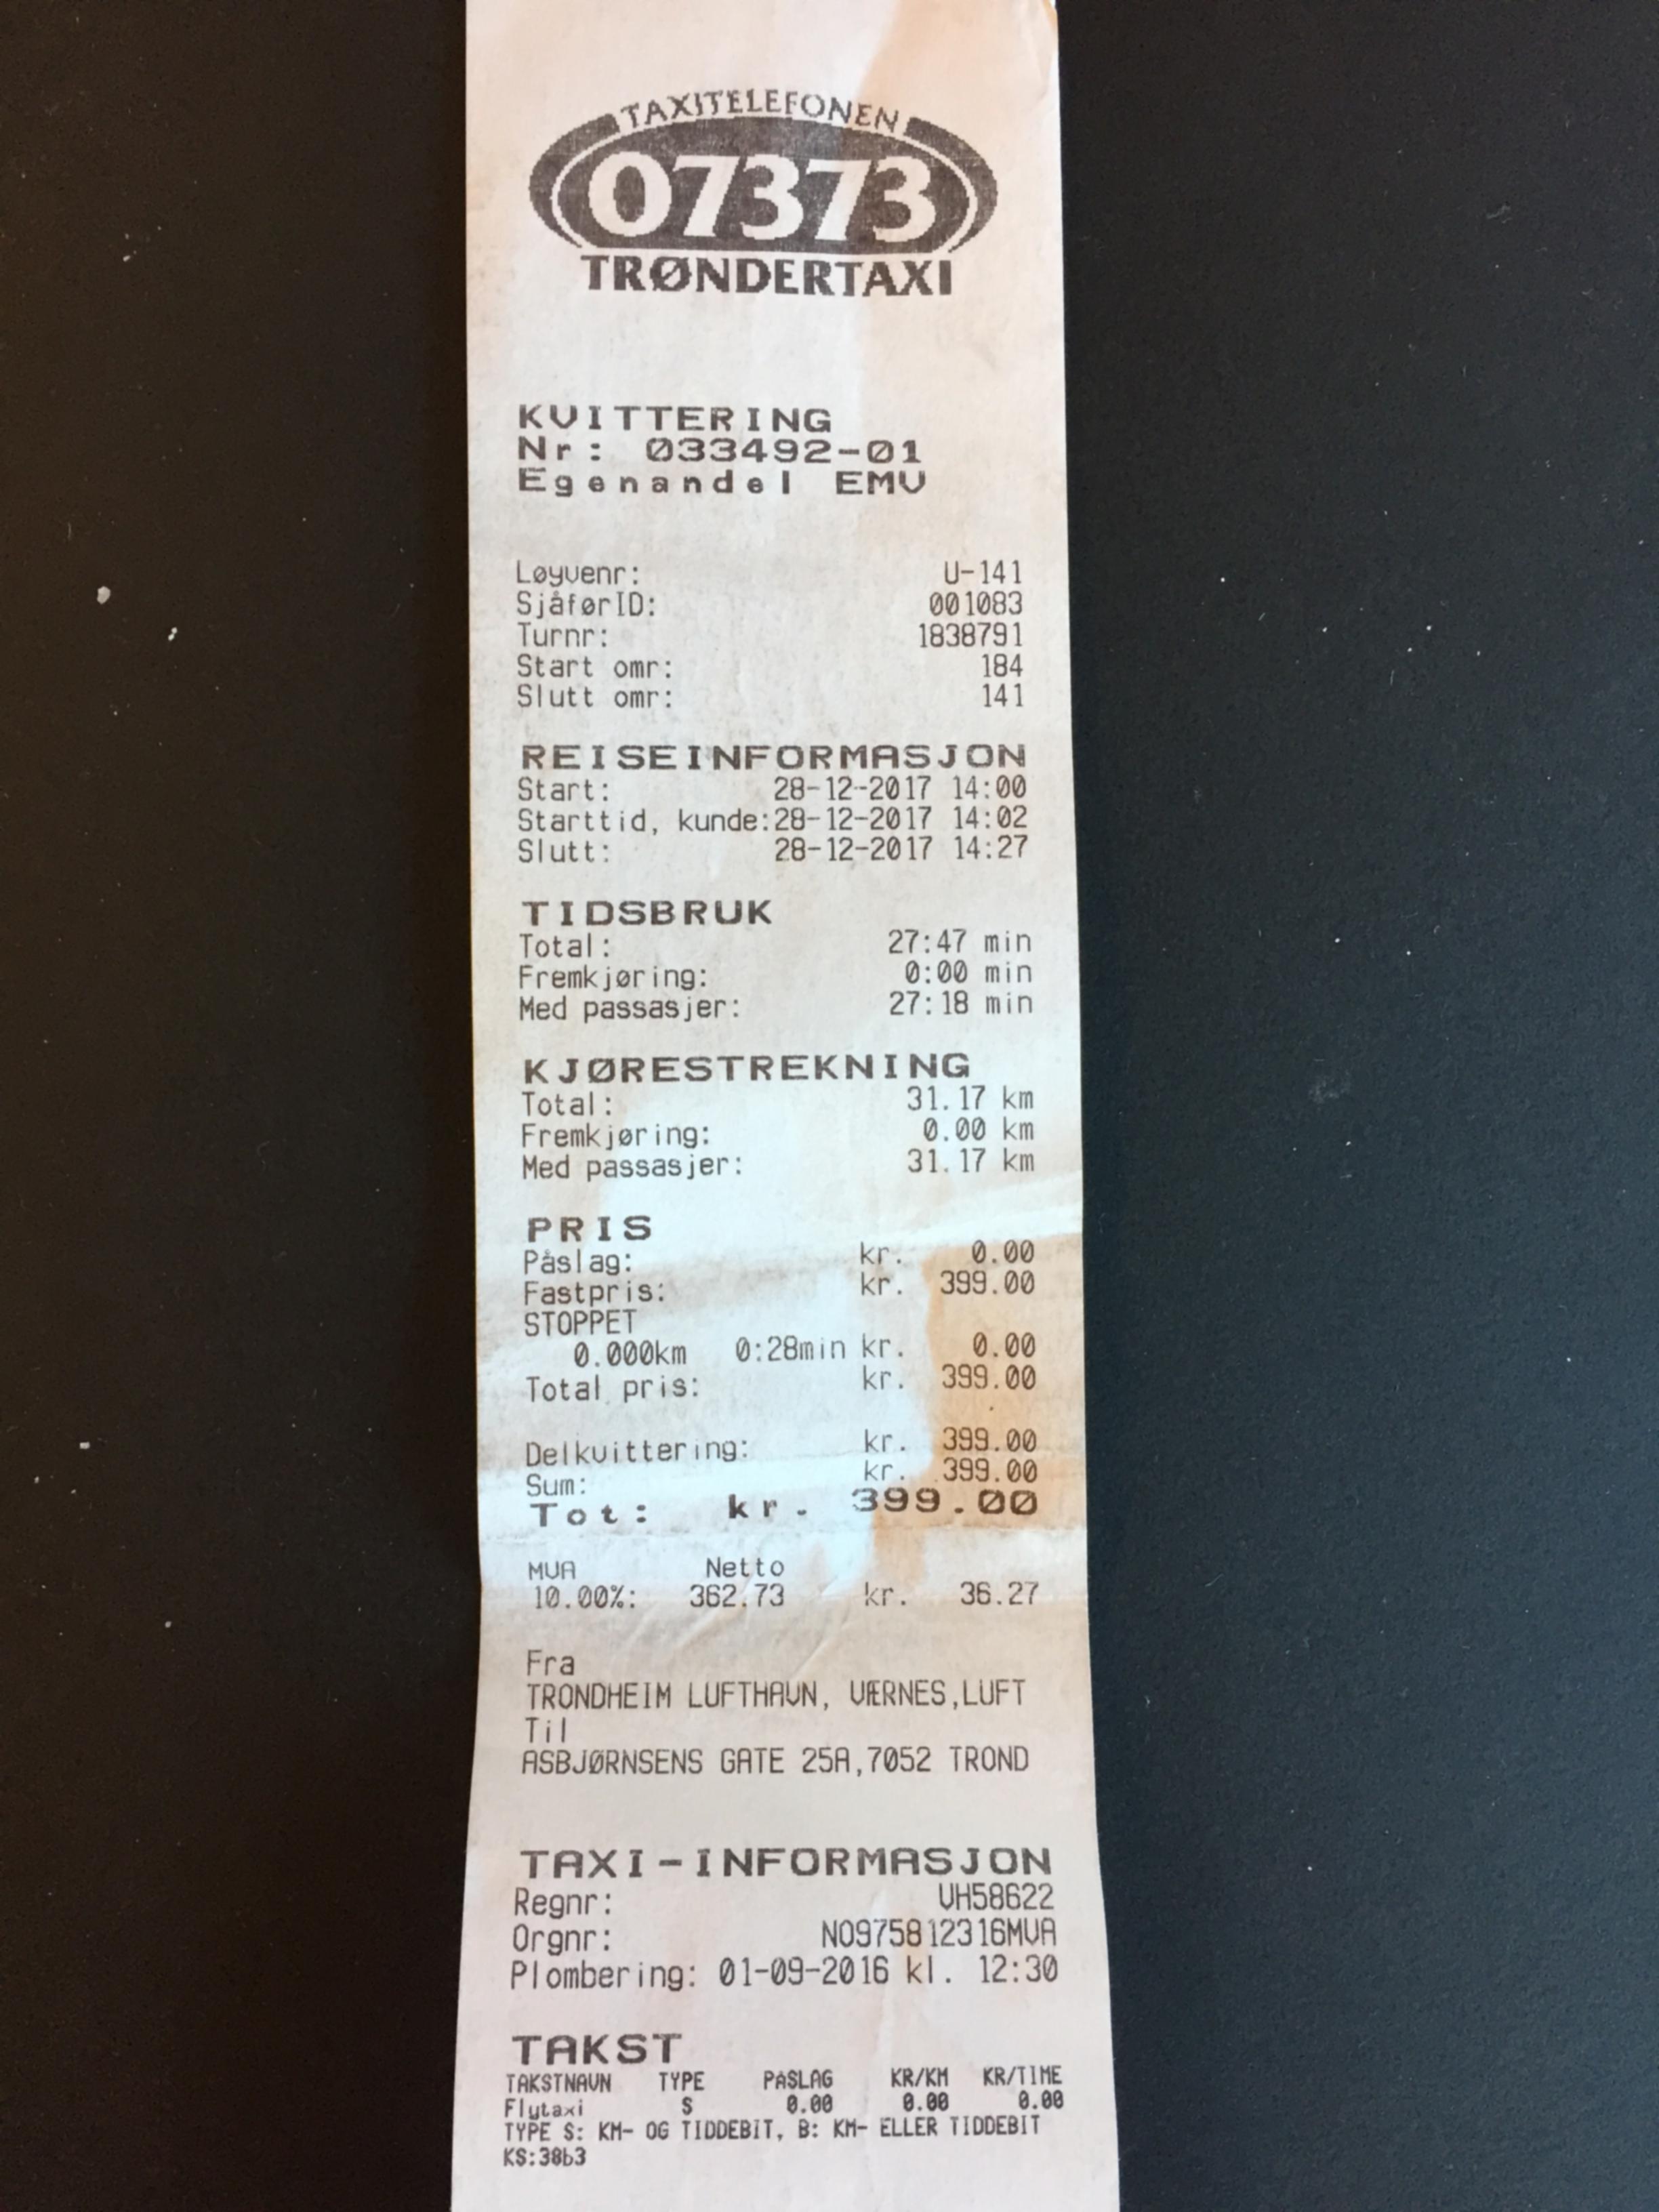 TAXITELEFONEN
07373
TRØNDERTAXI
KVITTERING
Nr: 033492-01
Egenandel EMV
Løyvenr: U-141
SjåførID: 001083
Turnr: 1838791
Start omr: 184
Slutt omr: 141
REISEINFORMASJON
Start: 28-12-2017 14:00
Starttid, kunde:28-12-2017 14:02
Slutt: 28-12-2017 14:27
TIDSBRUK
Total: 27:47 min
Fremkjøring: 0:00 min
Med passasjer: 27:18 min
KJØRESTREKNING
Total: 31.17 km
Fremkjøring: 0.00 km
Med passasjer: 31.17 km
PRIS
Påslag: kr. 0.00
Fastpris: kr. 399.00
STOPPET
0.000km 0:28min kr. 0.00
Total pris: kr. 399.00
Delkvittering: kr. 399.00
Sum: kr. 399.00
Tot: kr. 399.00
MVA Netto
10.00%: 362.73 kr. 36.27
Fra
TRONDHEIM LUFTHAVN, VÆRNES,LUFT
Til
ASBJØRNSENS GATE 25A,7052 TROND
TAXI-INFORMASJON
Regnr: VH58622
Orgnr: NO975812316MVA
Plombering: 01-09-2016 kl. 12:30
TAKST
TAKSTNAVN TYPE PÅSLAG KR/KM KR/TIME
Flytaxi S 0.00 0.00 0.00
TYPE S: KM- OG TIDDEBIT, B: KM- ELLER TIDDEBIT
KS:38b3